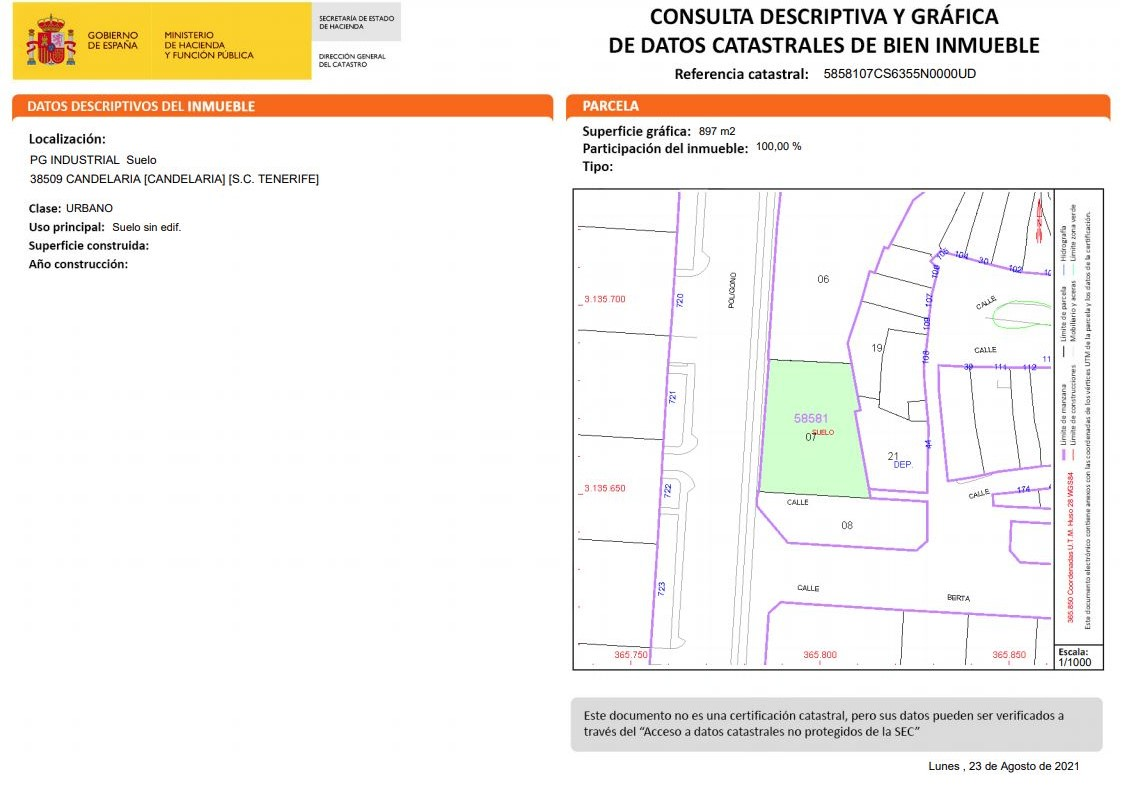 GOBIERNO
DE ESPAÑA
MINISTERIO
DE HACIENDA
Y FUNCIÓN PÚBLICA
SECRETARÍA DE ESTADO
DE HACIENDA
DIRECCIÓN GENERAL
DEL CATASTRO
CONSULTA DESCRIPTIVA Y GRÁFICA
DE DATOS CATASTRALES DE BIEN INMUEBLE
Referencia catastral: 5858107CS6355N0000UD
DATOS DESCRIPTIVOS DEL INMUEBLE
Localización:
PG INDUSTRIAL Suelo
38509 CANDELARIA [CANDELARIA] [S.C. TENERIFE]
Clase: URBANO
Uso principal: Suelo sin edif.
Superficie construida:
Año construcción:
PARCELA
Superficie gráfica: 897 m2
Participación del inmueble: 100,00 %
Tipo:
106
104
30
102
10
108
06
POLIGONO
720
3.135.700
107
109
CALLE
19
108
CALLE
11
39
111
112
721
58581
SUELO
07
44
21
DEP.
3.135.650
722
CALLE
CALLE
174
08
723
CALLE
BERTA
365.750
365.800
365.850
Límite de manzana
Límite de parcela
Hidrografía
Límite de construcciones
Mobiliario y aceras
Límite zona verde
365.850 Coordenadas U.T.M. Huso 28 WGS84
Este documento electrónico contiene anexos con las coordenadas de los vértices UTM de la parcela y los datos de la certificación.
Escala:
1/1000
Este documento no es una certificación catastral, pero sus datos pueden ser verificados a
través del “Acceso a datos catastrales no protegidos de la SEC”
Lunes , 23 de Agosto de 2021